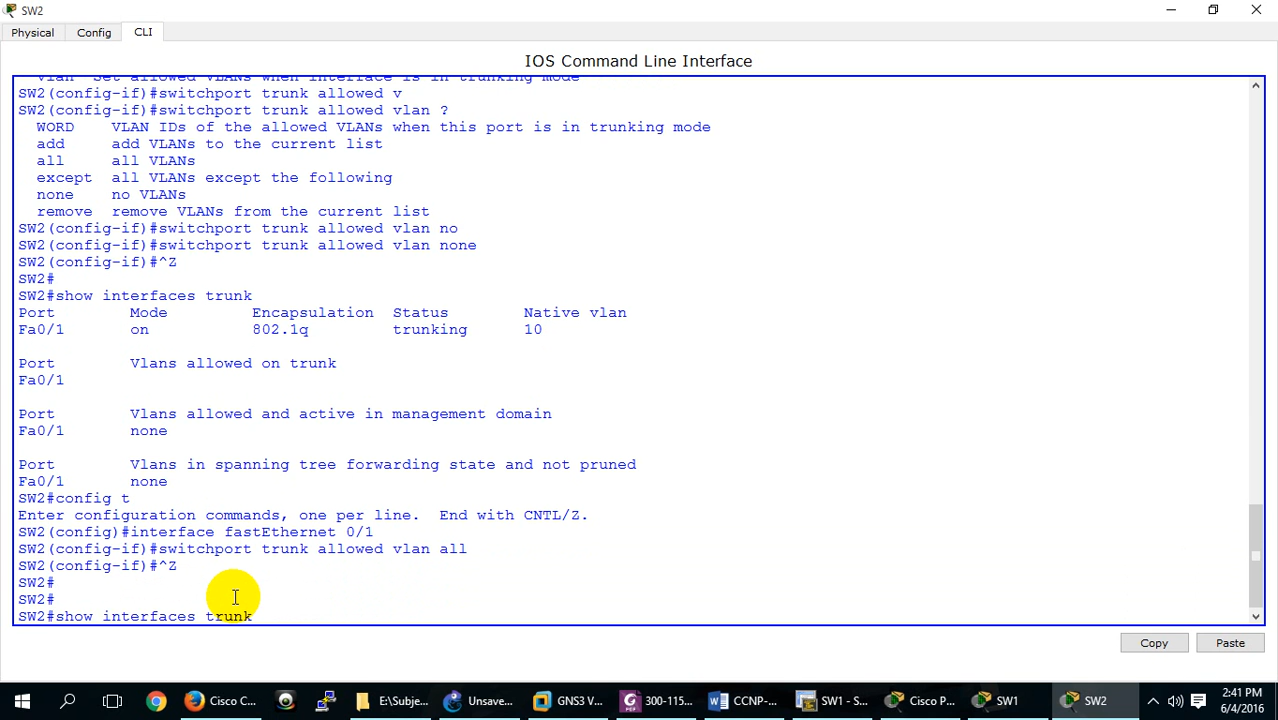 SW2
Physical Config CLI
IOS Command Line Interface
vlan Set allowed VLANs when interface is in trunking mode
SW2(config-if)#switchport trunk allowed v
SW2(config-if)#switchport trunk allowed vlan ?
WORD VLAN IDs of the allowed VLANs when this port is in trunking mode
add add VLANs to the current list
all all VLANs
except all VLANs except the following
none no VLANs
remove remove VLANs from the current list
SW2(config-if)#switchport trunk allowed vlan no
SW2(config-if)#switchport trunk allowed vlan none
SW2(config-if)#^Z
SW2#
SW2#show interfaces trunk
Port Mode Encapsulation Status Native vlan
Fa0/1 on 802.1q trunking 10
Port Vlans allowed on trunk
Fa0/1
Port Vlans allowed and active in management domain
Fa0/1 none
Port Vlans in spanning tree forwarding state and not pruned
Fa0/1 none
SW2#config t
Enter configuration commands, one per line. End with CNTL/Z.
SW2(config)#interface fastEthernet 0/1
SW2(config-if)#switchport trunk allowed vlan all
SW2(config-if)#^Z
SW2#
SW2#
SW2#show interfaces trunk
Copy Paste
Cisco C... E:\Subje... Unsave... GNS3 V... 300-115... CCNP-... SW1 - S... Cisco P... SW1 SW2 2:41 PM
6/4/2016